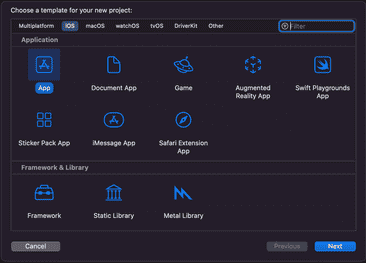 Choose a template for your new project:
Multiplatform iOS macOS watchOS tvOS DriverKit Other Filter
Application
App Document App Game Augmented Reality App Swift Playgrounds App
Sticker Pack App iMessage App Safari Extension App
Framework & Library
Framework Static Library Metal Library
Cancel Previous Next